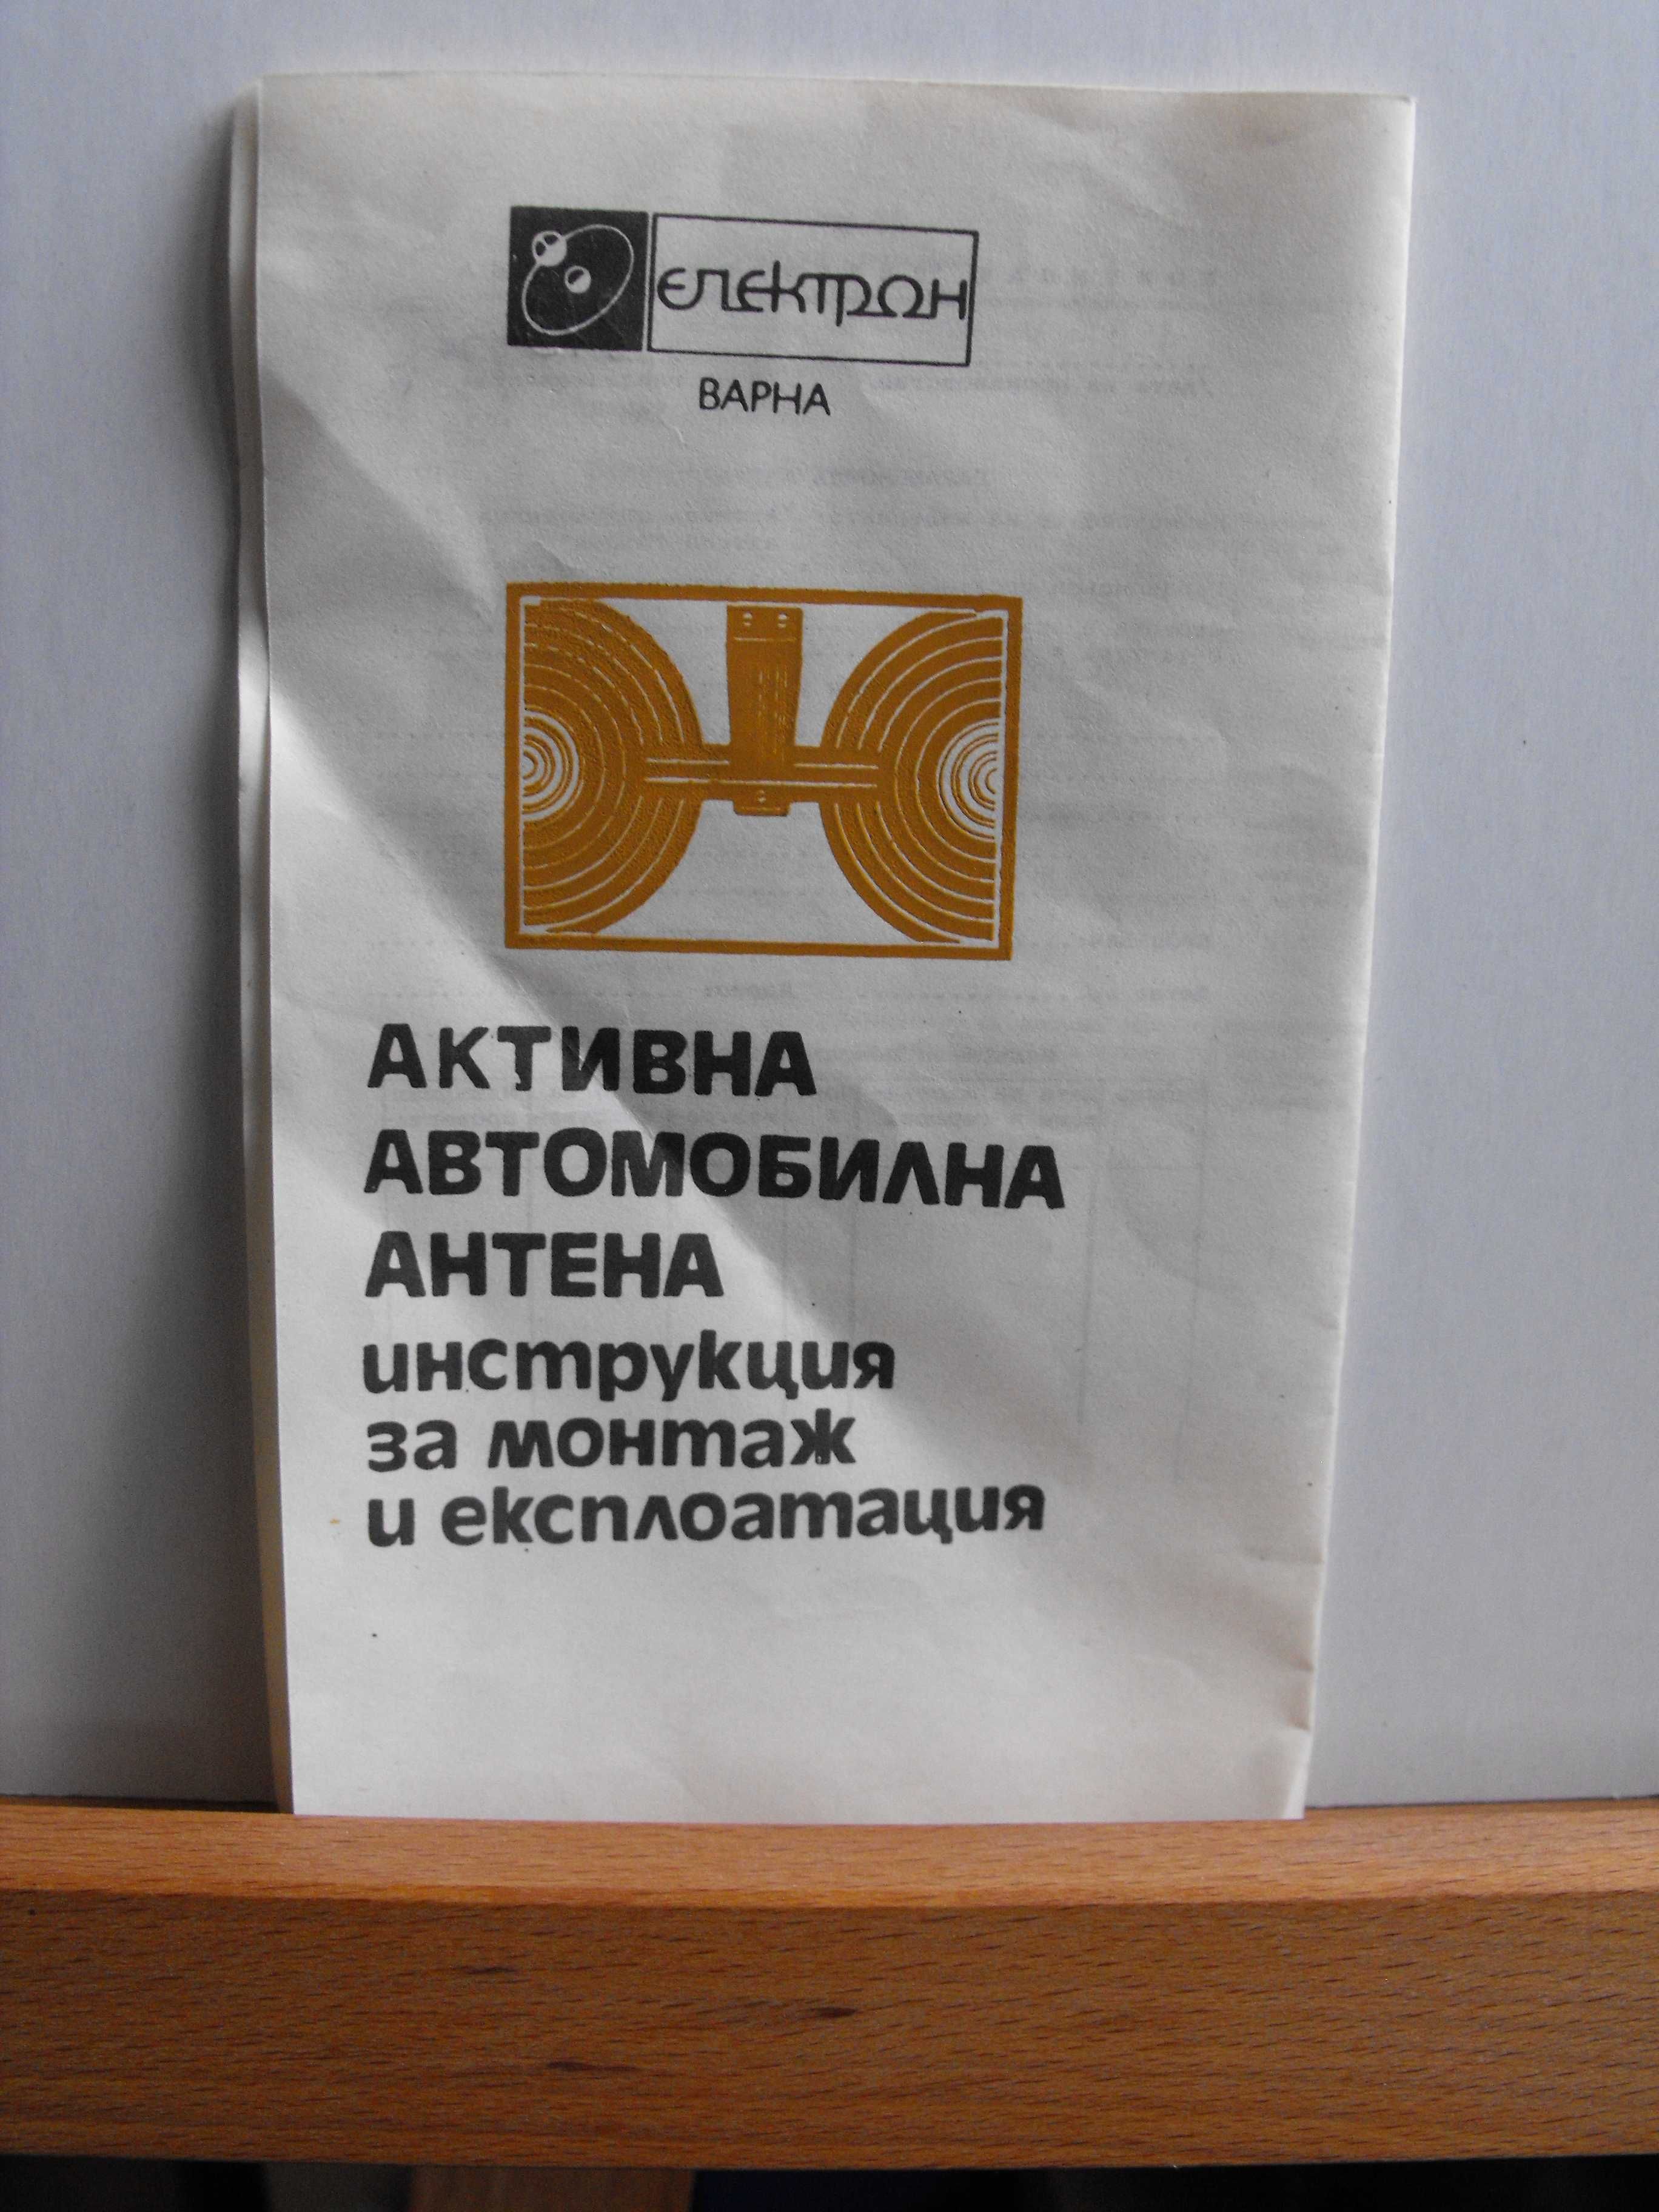 електрон
ВАРНА
АКТИВНА
АВТОМОБИЛНА
АНТЕНА
инструкция
за монтаж
и експлоатация